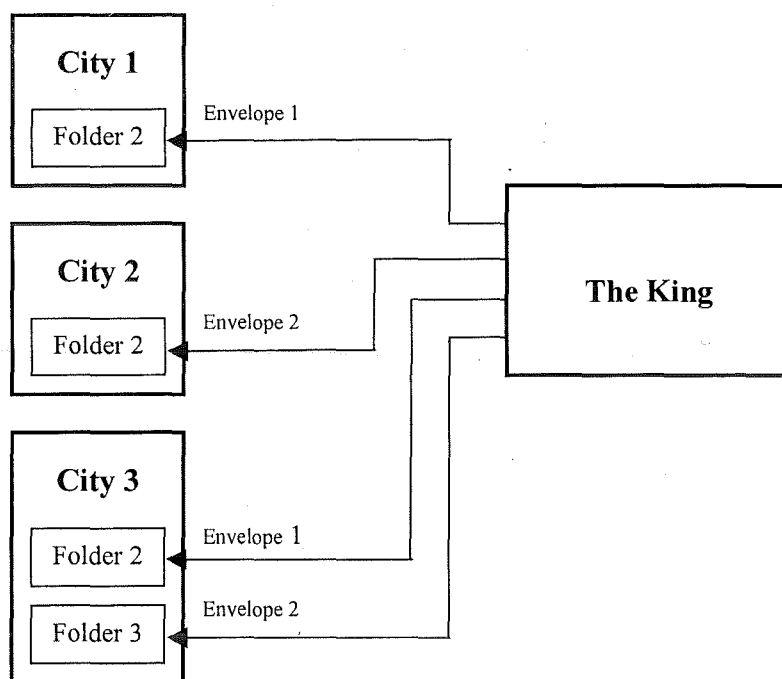 City 1
Folder 2
Envelope 1
City 2
Folder 2
Envelope 2
The King
City 3
Folder 2
Envelope 1
Folder 3
Envelope 2